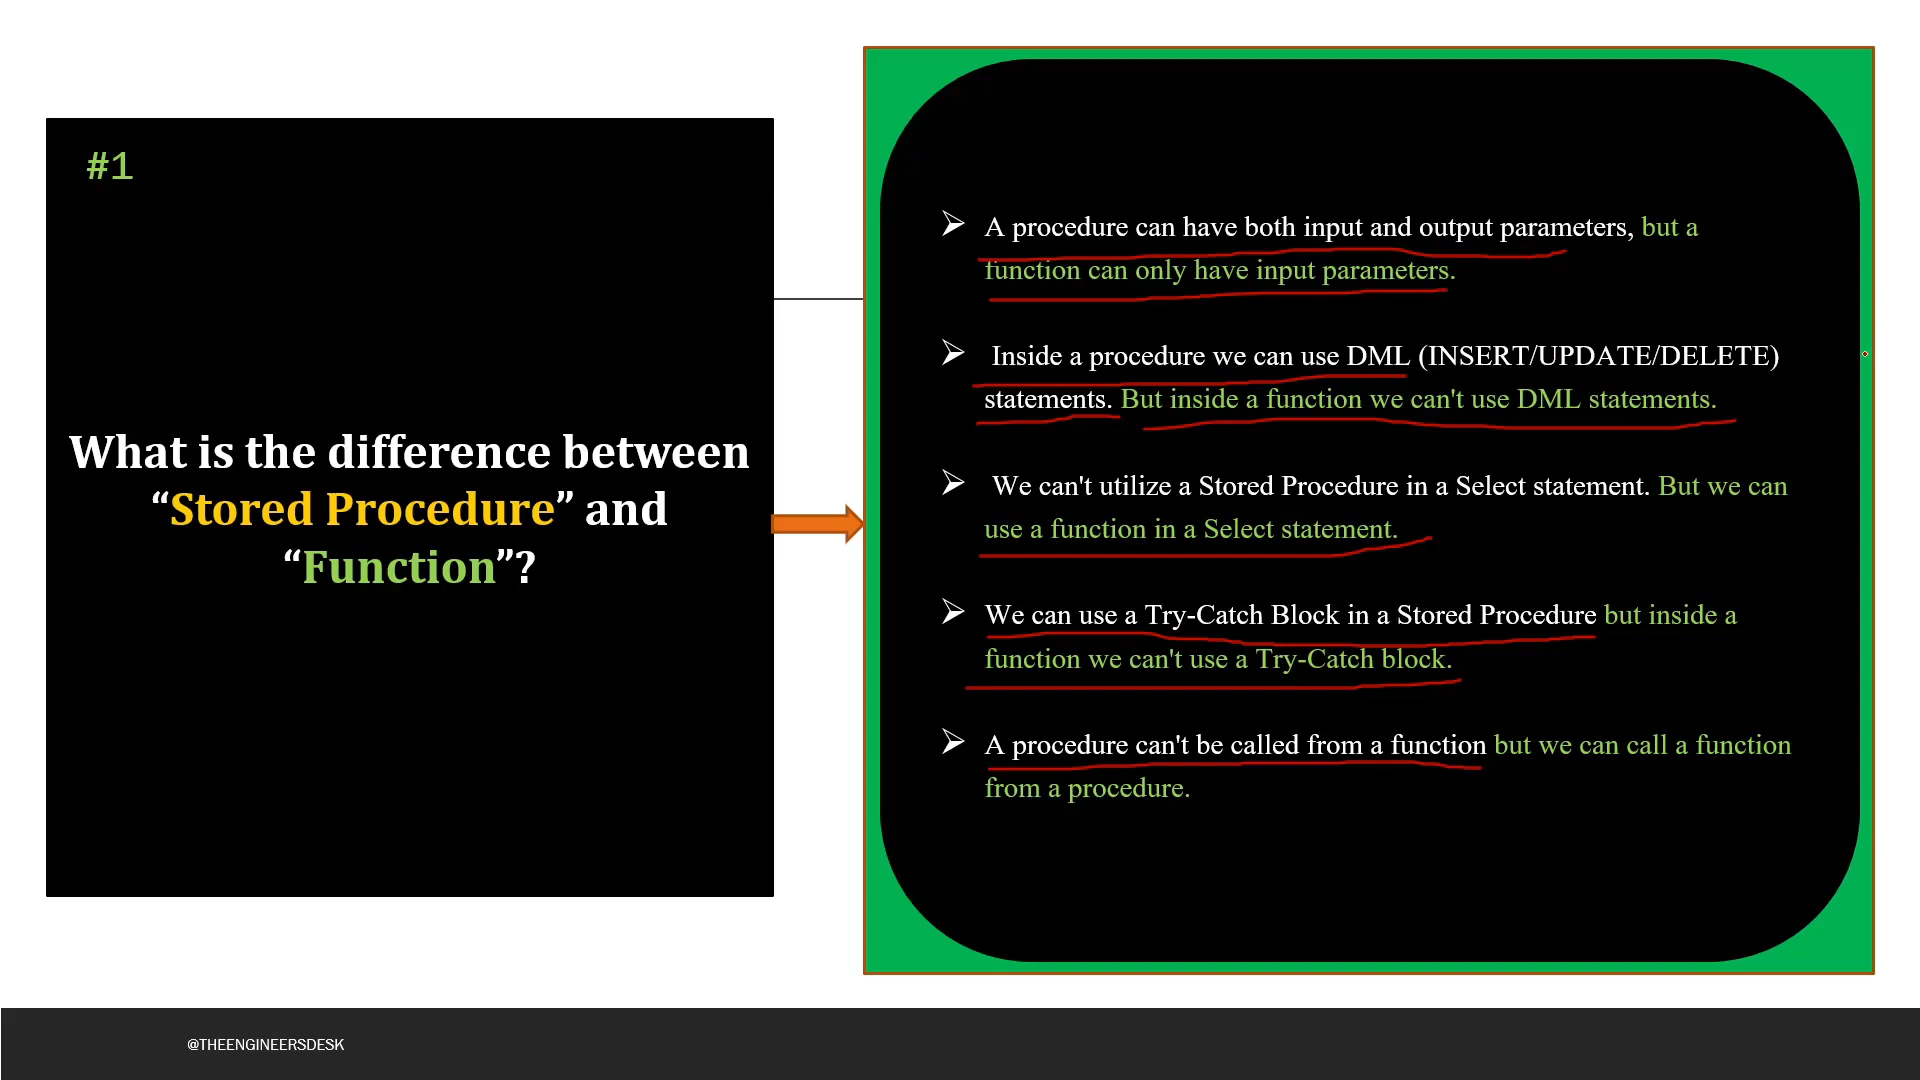 #1
What is the difference between
“Stored Procedure” and
“Function”?
A procedure can have both input and output parameters, but a
function can only have input parameters.
Inside a procedure we can use DML (INSERT/UPDATE/DELETE)
statements. But inside a function we can't use DML statements.
We can't utilize a Stored Procedure in a Select statement. But we can
use a function in a Select statement.
We can use a Try-Catch Block in a Stored Procedure but inside a
function we can't use a Try-Catch block.
A procedure can't be called from a function but we can call a function
from a procedure.
@THEENGINEERSDESK